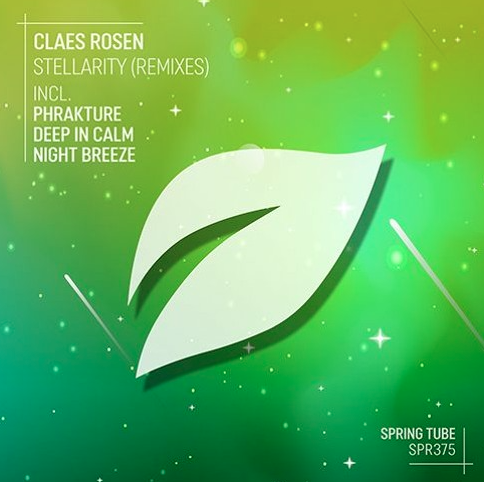 CLAES ROSEN
STELLARITY (REMIXES)
INCL.
PHRAKTURE
DEEP IN CALM
NIGHT BREEZE
SPRING TUBE
SPR375